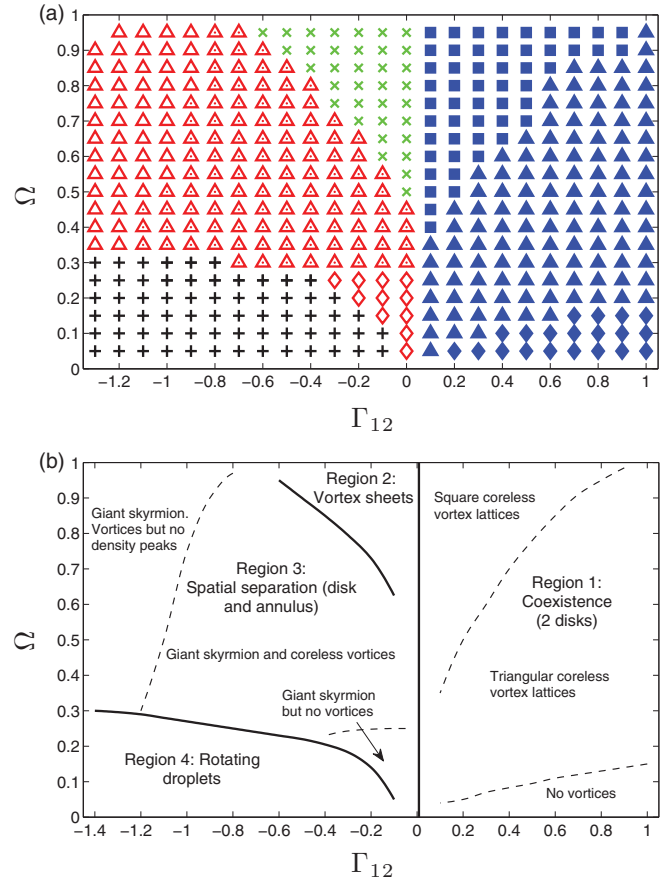 (a)
1
0.9
0.8
0.7
0.6
0.5
0.4
0.3
0.2
0.1
0
Ω
−1.2 −1 −0.8 −0.6 −0.4 −0.2 0 0.2 0.4 0.6 0.8 1
Γ12
(b)
1
0.9
0.8
0.7
0.6
0.5
0.4
0.3
0.2
0.1
0
Ω
Giant skyrmion.
Vortices but no
density peaks
Region 2:
Vortex sheets
Square coreless
vortex lattices
Region 3:
Spatial separation (disk
and annulus)
Region 1:
Coexistence
(2 disks)
Giant skyrmion and coreless vortices
Giant skyrmion
but no vortices
Triangular coreless
vortex lattices
Region 4: Rotating
droplets
No vortices
−1.4 −1.2 −1 −0.8 −0.6 −0.4 −0.2 0 0.2 0.4 0.6 0.8 1
Γ12